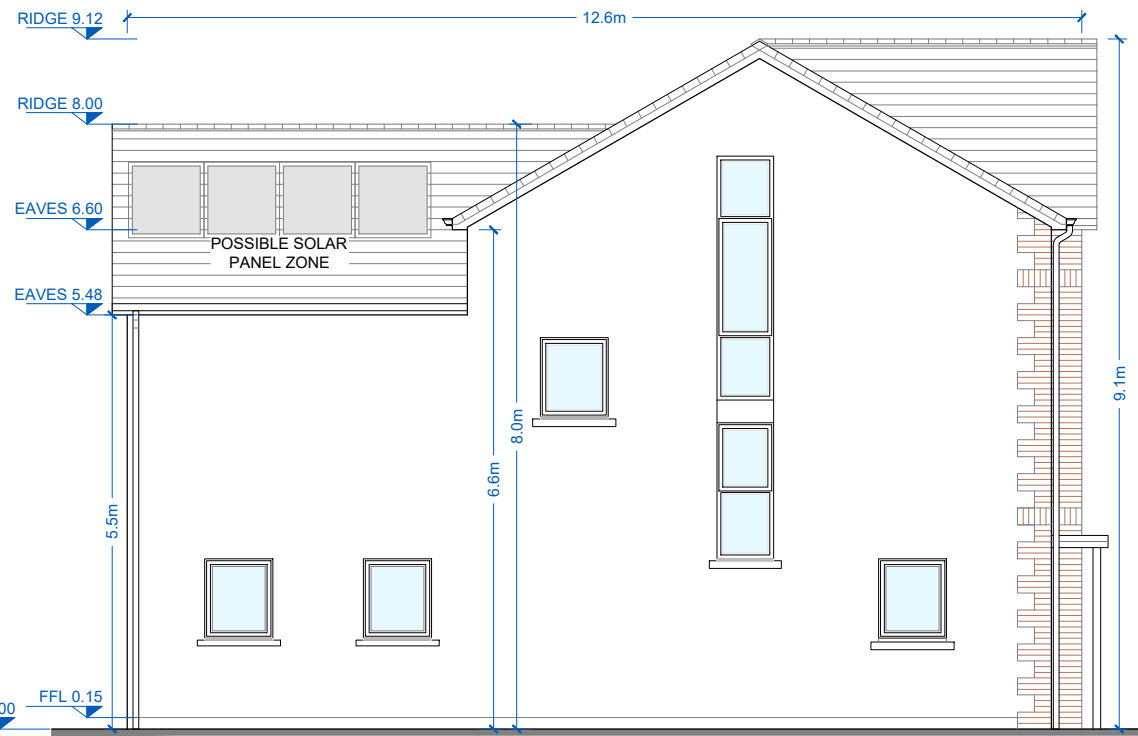 RIDGE 9.12
12.6m
RIDGE 8.00
EAVES 6.60
POSSIBLE SOLAR
PANEL ZONE
EAVES 5.48
9.1m
8.0m
6.6m
5.5m
FFL 0.15
00